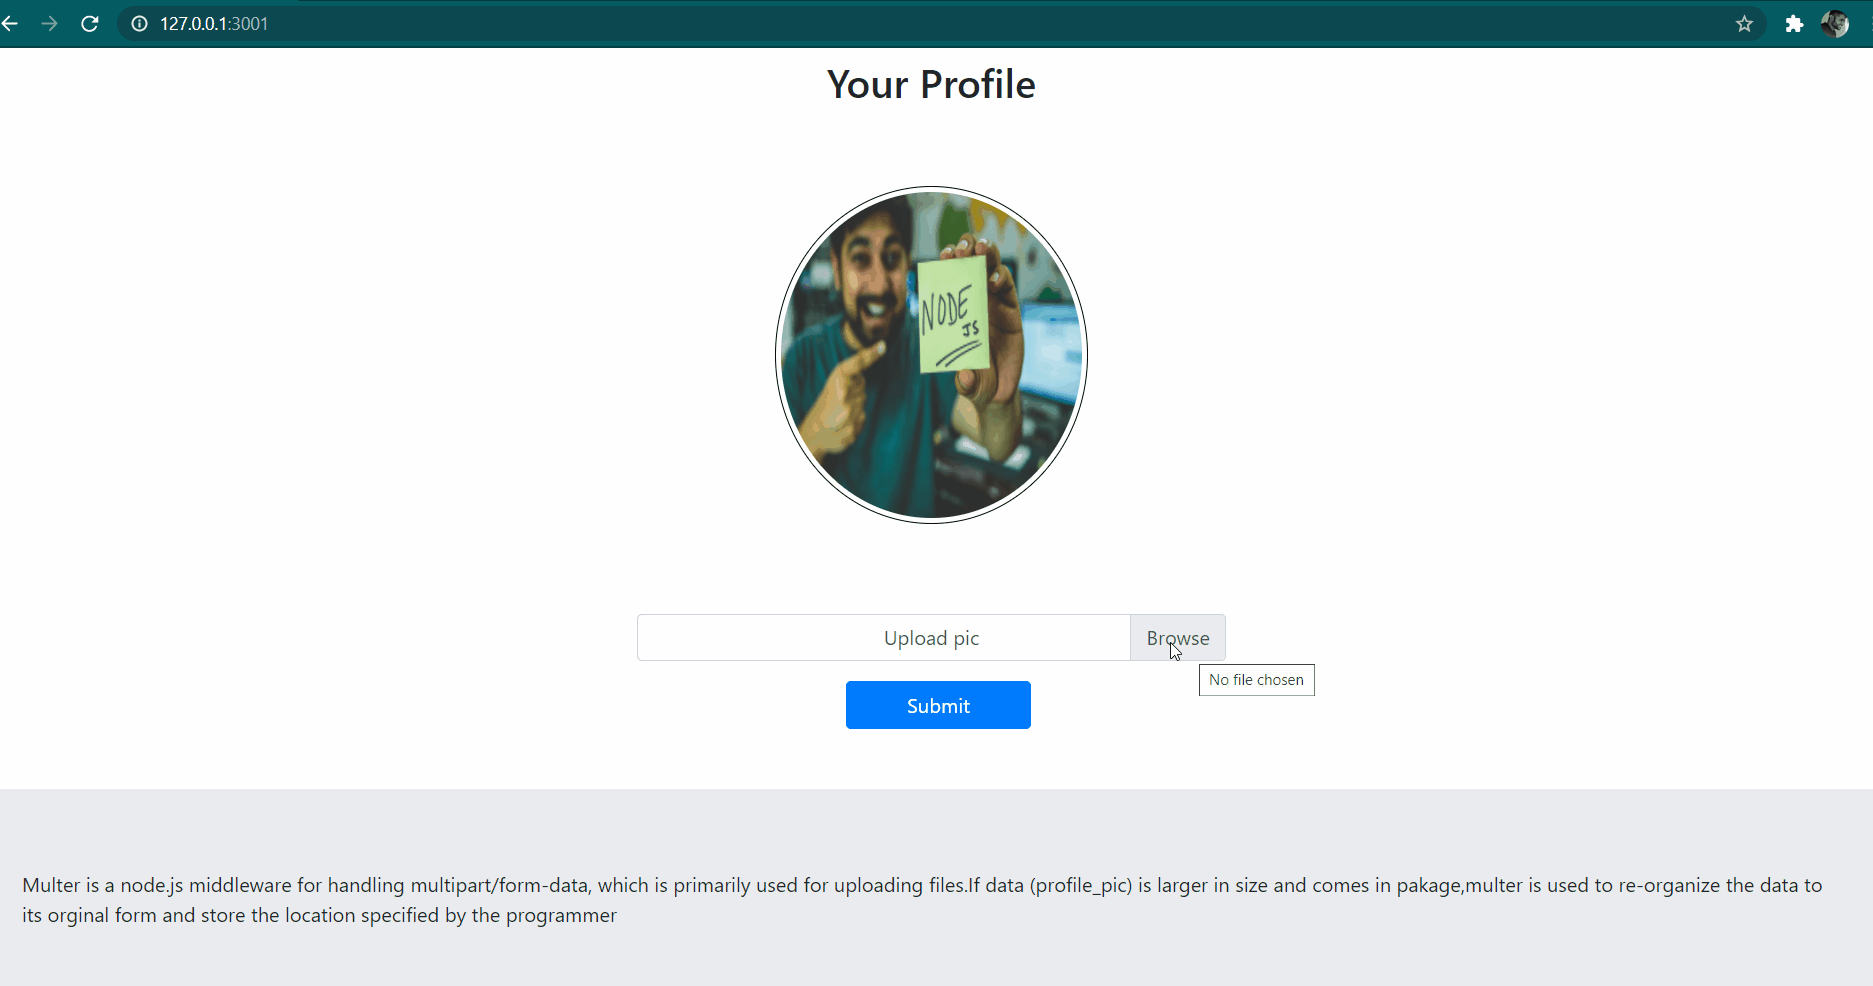 127.0.0.1:3001
Your Profile
NODE
JS
Upload pic
Browse
No file chosen
Submit
Multer is a node.js middleware for handling multipart/form-data, which is primarily used for uploading files.If data (profile_pic) is larger in size and comes in pakage,multer is used to re-organize the data to
its orginal form and store the location specified by the programmer